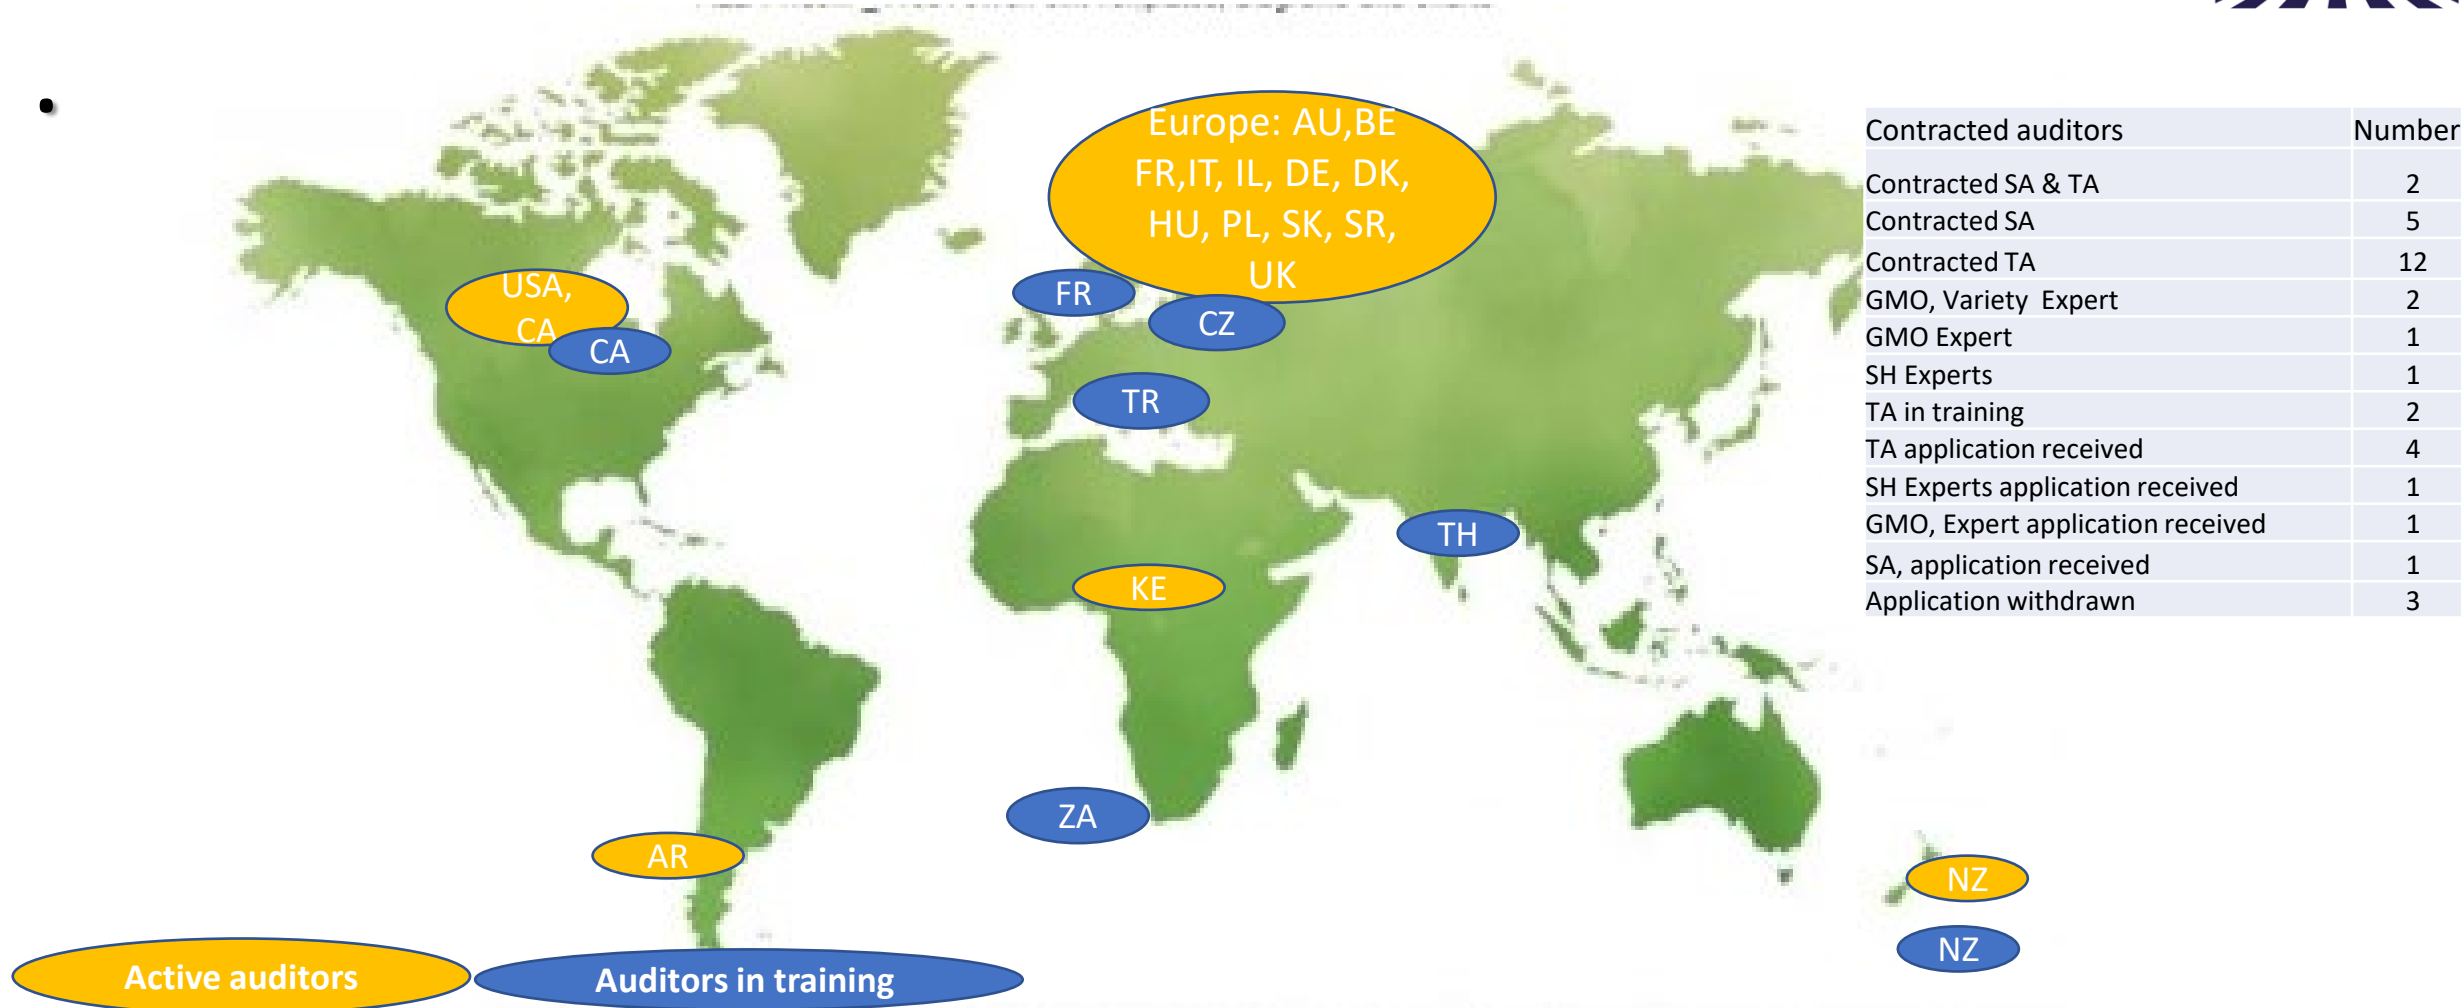 Europe: AU,BE
FR,IT, IL, DE, DK,
HU, PL, SK, SR,
UK
USA,
CA
CA
FR
CZ
TR
TH
KE
ZA
AR
NZ
NZ
Active auditors
Auditors in training
Contracted auditors Number
Contracted SA & TA 2
Contracted SA 5
Contracted TA 12
GMO, Variety Expert 2
GMO Expert 1
SH Experts 1
TA in training 2
TA application received 4
SH Experts application received 1
GMO, Expert application received 1
SA, application received 1
Application withdrawn 3